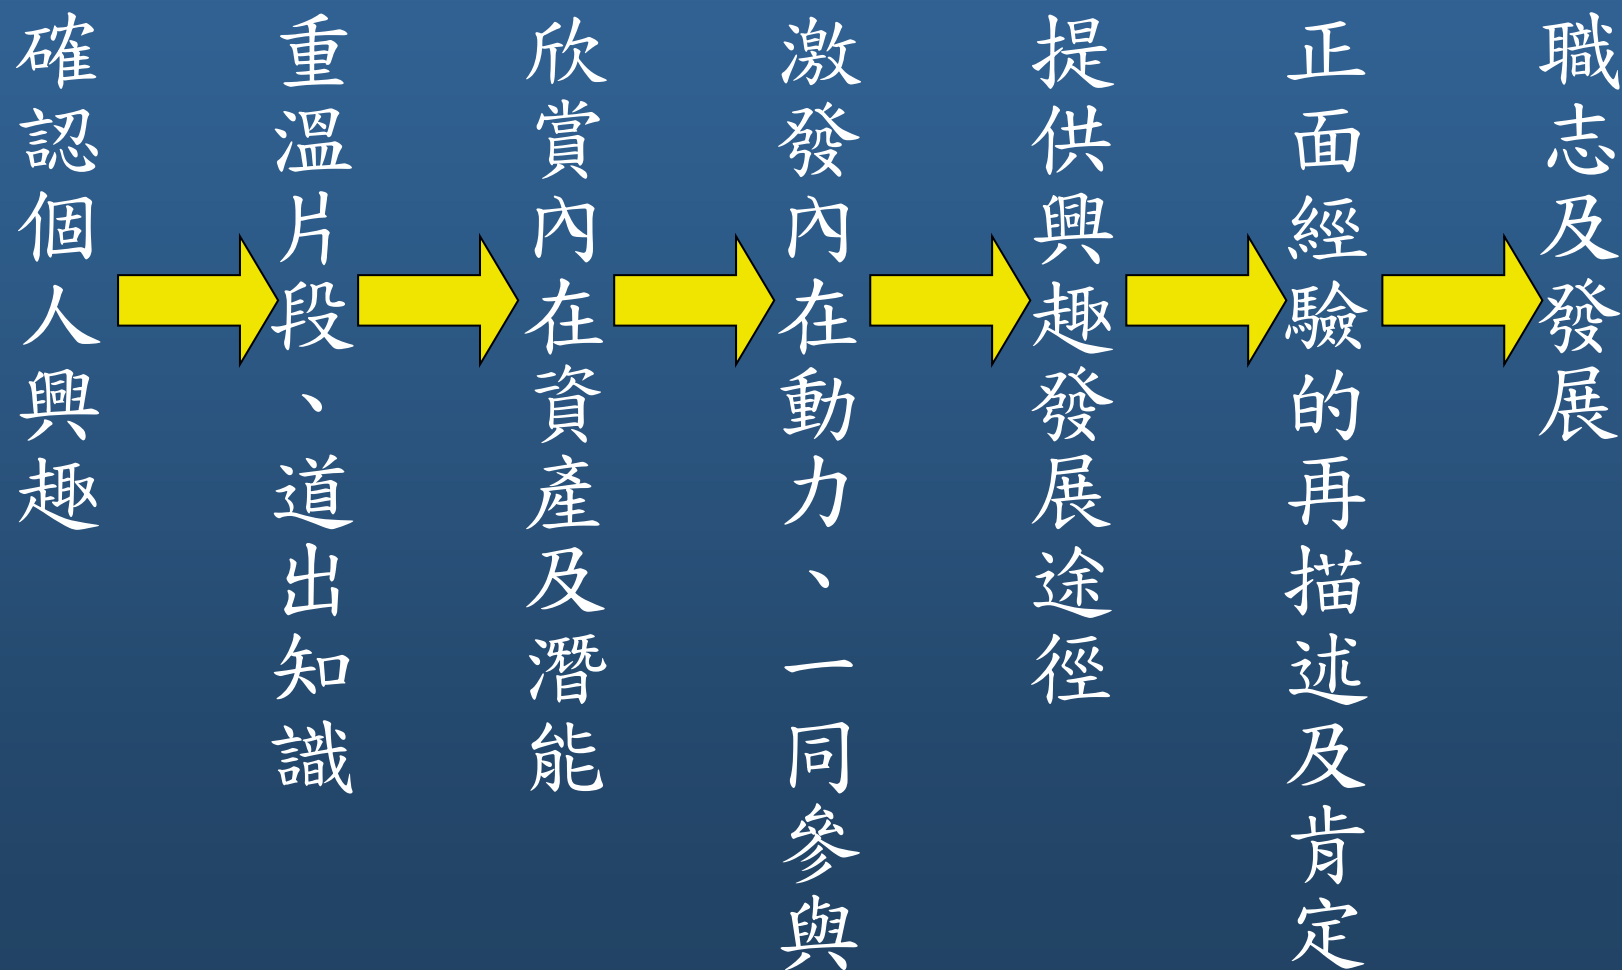 確認個人興趣
重溫片段、道出知識
欣賞內在資產及潛能
激發內在動力、一同參與
提供興趣發展途徑
正面經驗的再描述及肯定
職志及發展